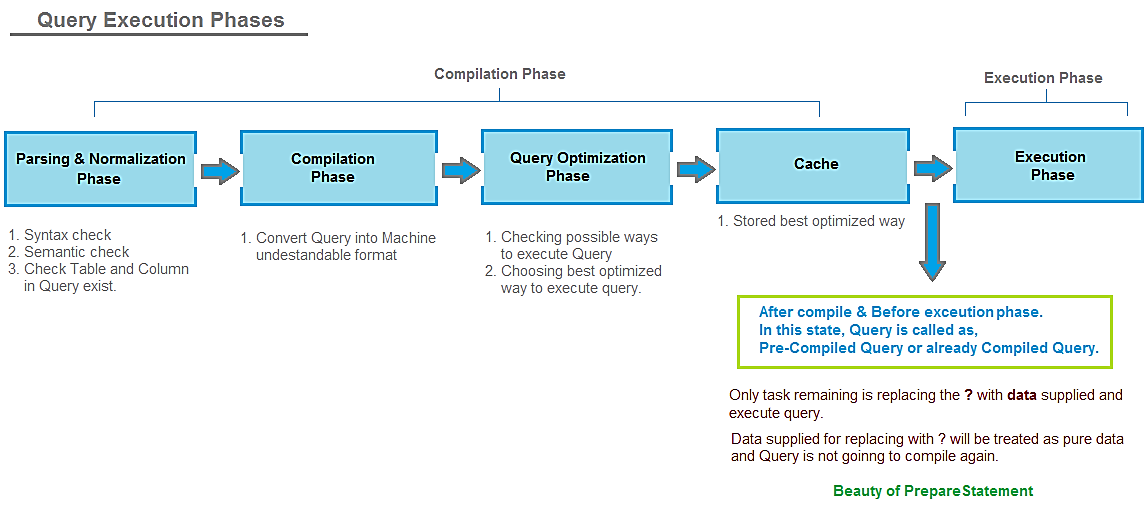 Query Execution Phases
Compilation Phase
Execution Phase
Parsing & Normalization
Phase
Compilation
Phase
Query Optimization
Phase
Cache
Execution
Phase
1. Syntax check
2. Semantic check
3. Check Table and Column
in Query exist.
1. Convert Query into Machine
undestandable format
1. Checking possible ways
to execute Query
2. Choosing best optimized
way to execute query.
1. Stored best optimized way
After compile & Before exceution phase.
In this state, Query is called as,
Pre-Compiled Query or already Compiled Query.
Only task remaining is replacing the ? with data supplied and
execute query.
Data supplied for replacing with ? will be treated as pure data
and Query is not goinng to compile again.
Beauty of PrepareStatement